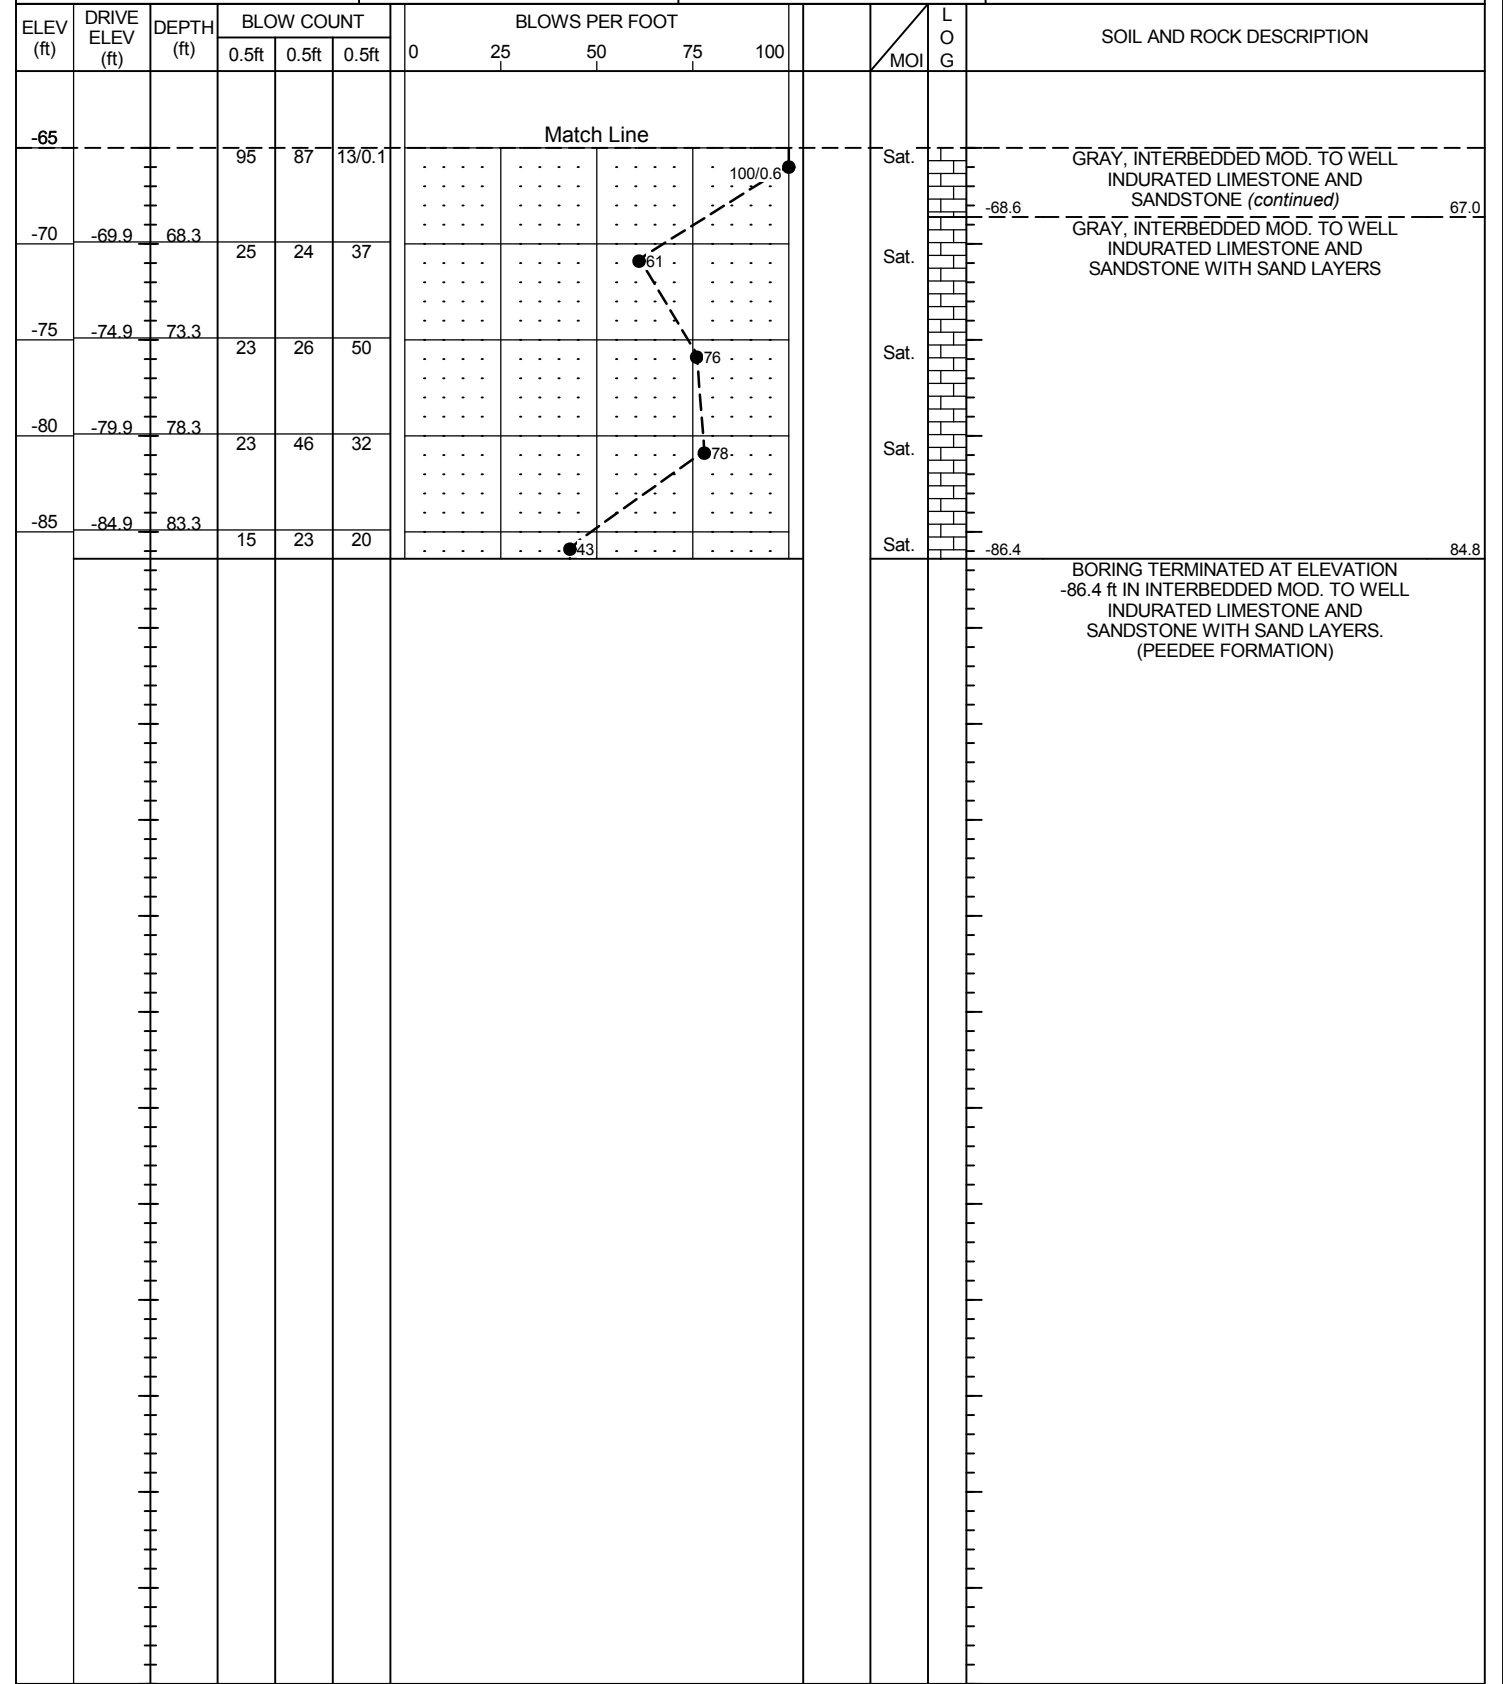 ELEV (ft) DRIVE ELEV (ft) DEPTH (ft) BLOW COUNT BLOWS PER FOOT MOI LOG SOIL AND ROCK DESCRIPTION
0.5ft 0.5ft 0.5ft 0 25 50 75 100
-65 Match Line
95 87 13/0.1 100/0.6 Sat. GRAY, INTERBEDDED MOD. TO WELL
INDURATED LIMESTONE AND
SANDSTONE (continued)
-68.6 67.0
-70 -69.9 68.3 GRAY, INTERBEDDED MOD. TO WELL
25 24 37 61 Sat. INDURATED LIMESTONE AND
SANDSTONE WITH SAND LAYERS
-75 -74.9 73.3
23 26 50 76 Sat.
-80 -79.9 78.3
23 46 32 78 Sat.
-85 -84.9 83.3
15 23 20 43 Sat. -86.4 84.8
BORING TERMINATED AT ELEVATION
-86.4 ft IN INTERBEDDED MOD. TO WELL
INDURATED LIMESTONE AND
SANDSTONE WITH SAND LAYERS.
(PEEDEE FORMATION)